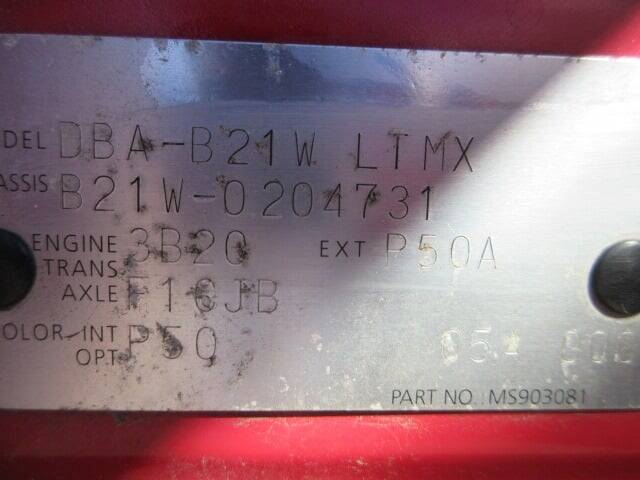 ODEL DBA-B21W LTMX
ASSIS B21W-0204731
ENGINE 3B20 EXT P50A
TRANS
AXLE F1CJB
OLOR-INT P50
OPT
PART NO. MS903081